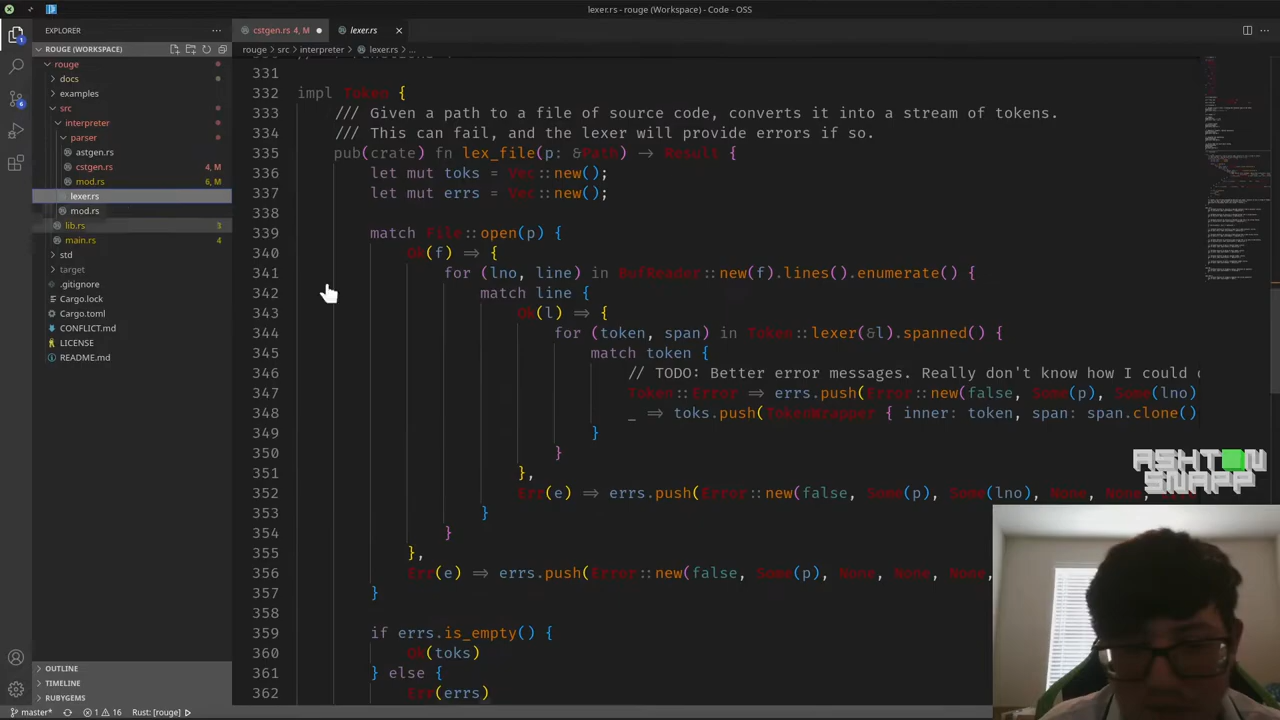 lexer.rs - rouge (Workspace) - Code - OSS
EXPLORER
ROUGE (WORKSPACE)
rouge
docs
examples
src
interpreter
parser
astgen.rs
cstgen.rs 4, M
mod.rs 6, M
lexer.rs
mod.rs
lib.rs 3
main.rs 4
std
target
.gitignore
Cargo.lock
Cargo.toml
CONFLICT.md
LICENSE
README.md
OUTLINE
TIMELINE
RUBYGEMS
cstgen.rs 4, M
lexer.rs
rouge > src > interpreter > lexer.rs > ...
331
332 impl Token {
333 /// Given a path to a file of source code, converts it into a stream of tokens.
334 /// This can fail, and the lexer will provide errors if so.
335 pub(crate) fn lex_file(p: &Path) -> Result {
336 let mut toks = Vec::new();
337 let mut errs = Vec::new();
338
339 match File::open(p) {
340 Ok(f) => {
341 for (lno, line) in BufReader::new(f).lines().enumerate() {
342 match line {
343 Ok(l) => {
344 for (token, span) in Token::lexer(&l).spanned() {
345 match token {
346 // TODO: Better error messages. Really don't know how I could
347 Token::Error => errs.push(Error::new(false, Some(p), Some(lno)
348 _ => toks.push(TokenWrapper { inner: token, span: span.clone()
349 }
350 }
351 },
352 Err(e) => errs.push(Error::new(false, Some(p), Some(lno), None, None,
353 }
354 }
355 },
356 Err(e) => errs.push(Error::new(false, Some(p), None, None, None,
357 }
358
359 if errs.is_empty() {
360 Ok(toks)
361 } else {
362 Err(errs)
ASHTON
SNAPP
1
6
master* 1 16 Rust: [rouge]